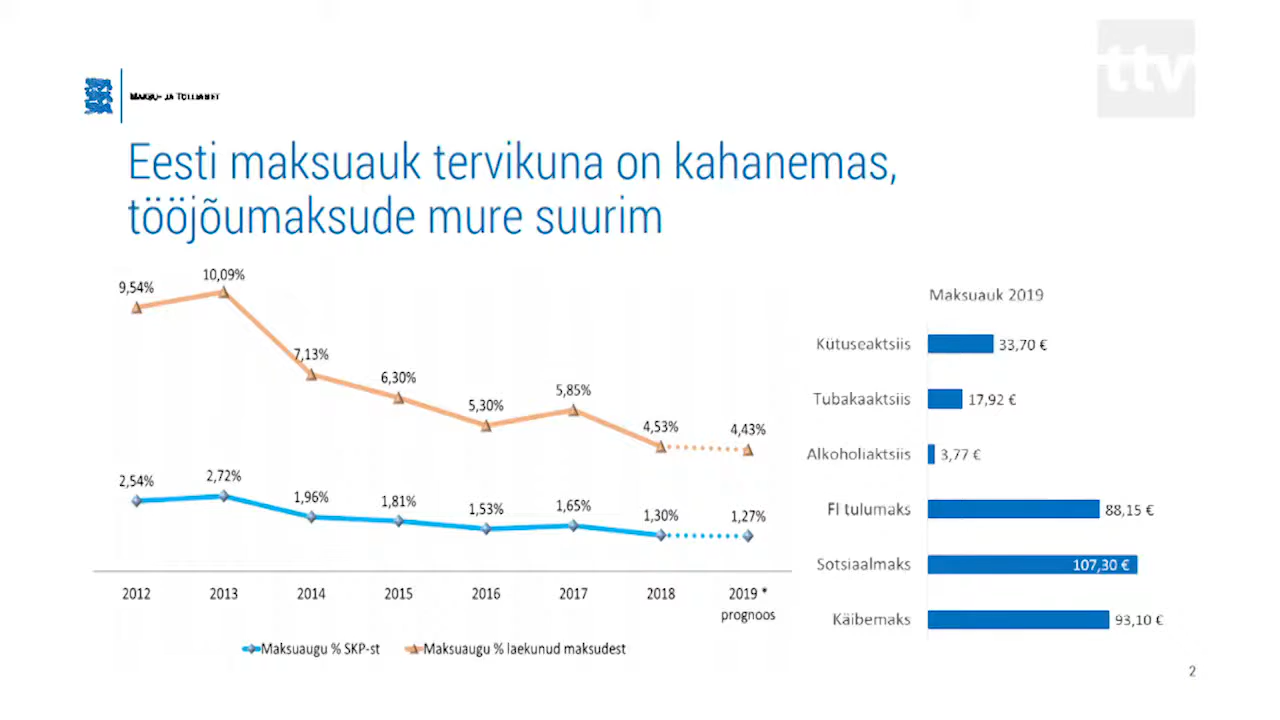 ttv
MAKSU- JA TOLLIAMET
Eesti maksuauk tervikuna on kahanemas,
tööjõumaksude mure suurim
9,54%
10,09%
7,13%
6,30%
5,30%
5,85%
4,53%
4,43%
2,54%
2,72%
1,96%
1,81%
1,53%
1,65%
1,30%
1,27%
2012
2013
2014
2015
2016
2017
2018
2019 *
prognoos
Maksuaugu % SKP-st
Maksuaugu % laekunud maksudest
Maksuauk 2019
Kütuseaktsiis 33,70 €
Tubakaaktsiis 17,92 €
Alkoholiaktsiis 3,77 €
FI tulumaks 88,15 €
Sotsiaalmaks 107,30 €
Käibemaks 93,10 €
2